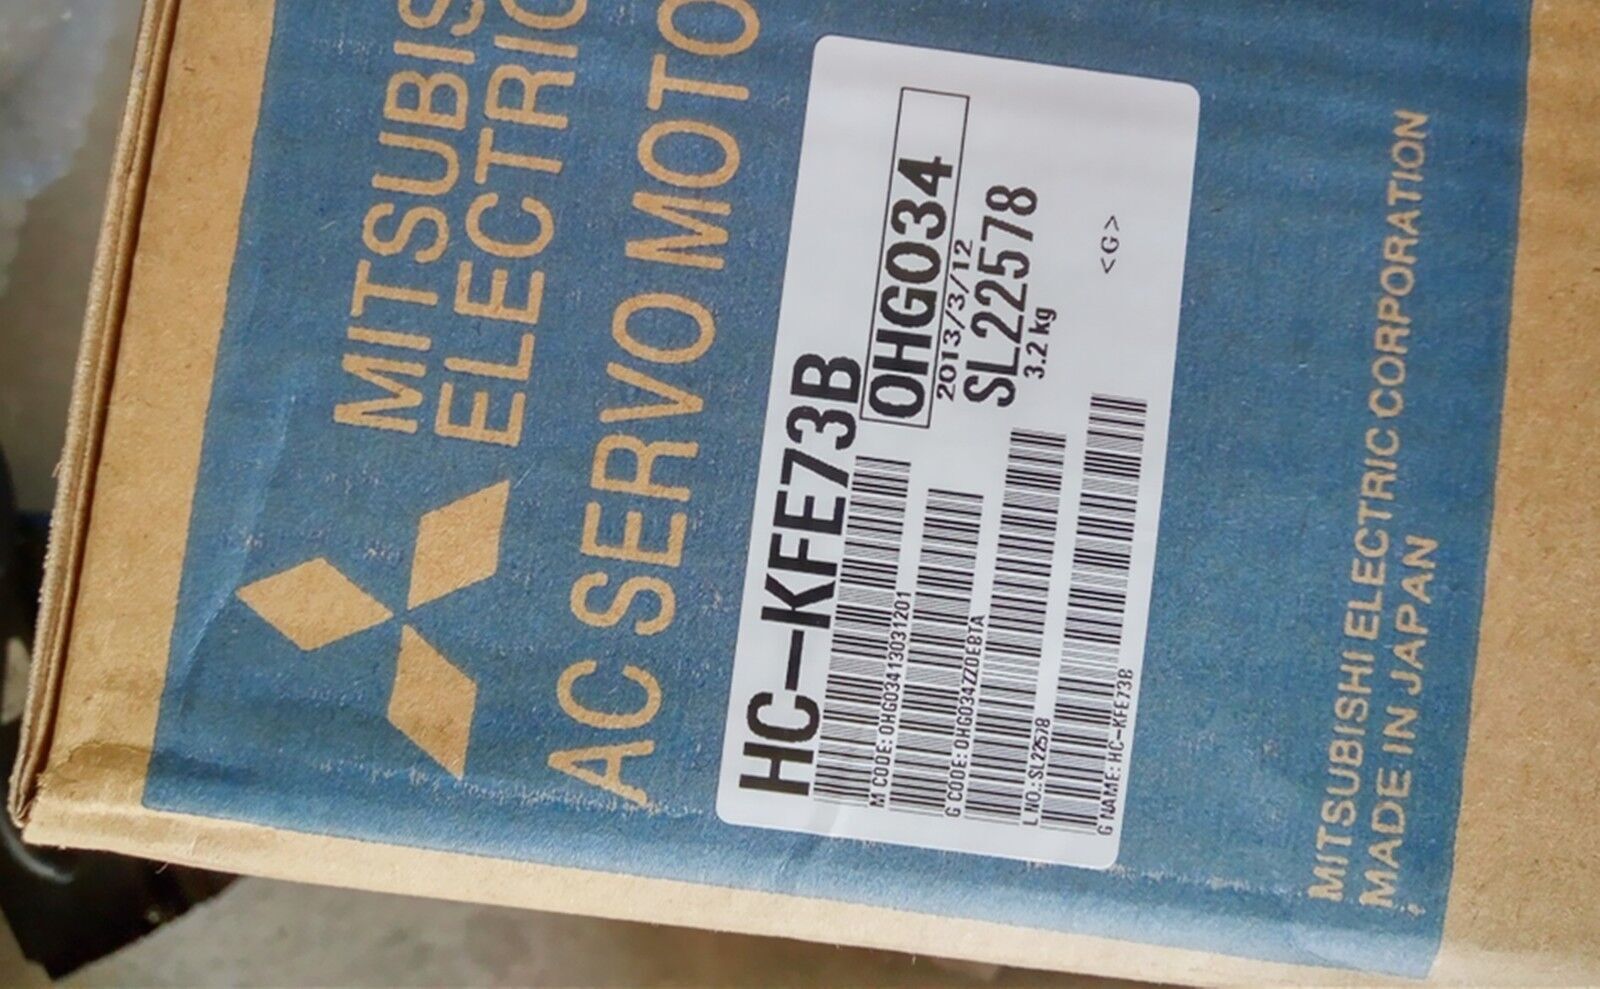 MITSUBIS
ELECTRIC
AC SERVO MOTO
HC-KFE73B
0HG034
2013/3/12
SL22578
3.2 kg
<G>
M CODE: 0HG03413031201
G CODE: 0HG034ZZ0EBTA
L NO.: SL22578
G NAME: HC-KFE73B
MITSUBISHI ELECTRIC CORPORATION
MADE IN JAPAN